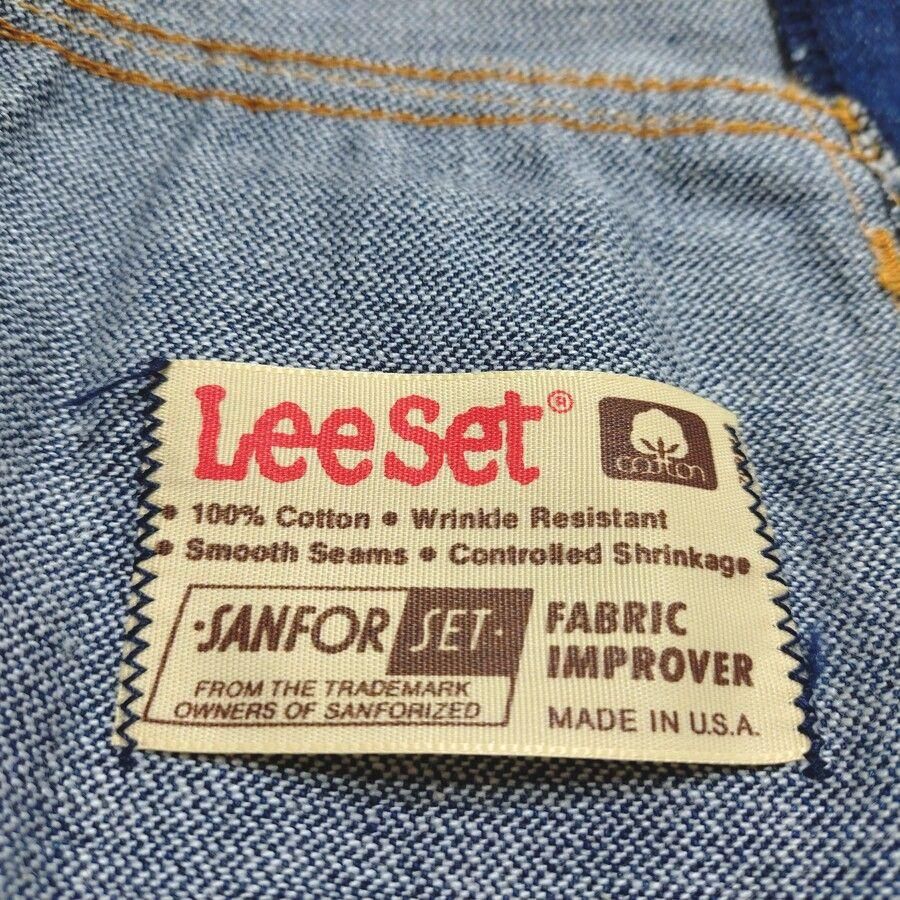 Lee Set®
cotton
• 100% Cotton • Wrinkle Resistant
• Smooth Seams • Controlled Shrinkage
·SANFOR SET·
FROM THE TRADEMARK
OWNERS OF SANFORIZED
FABRIC
IMPROVER
MADE IN U.S.A.